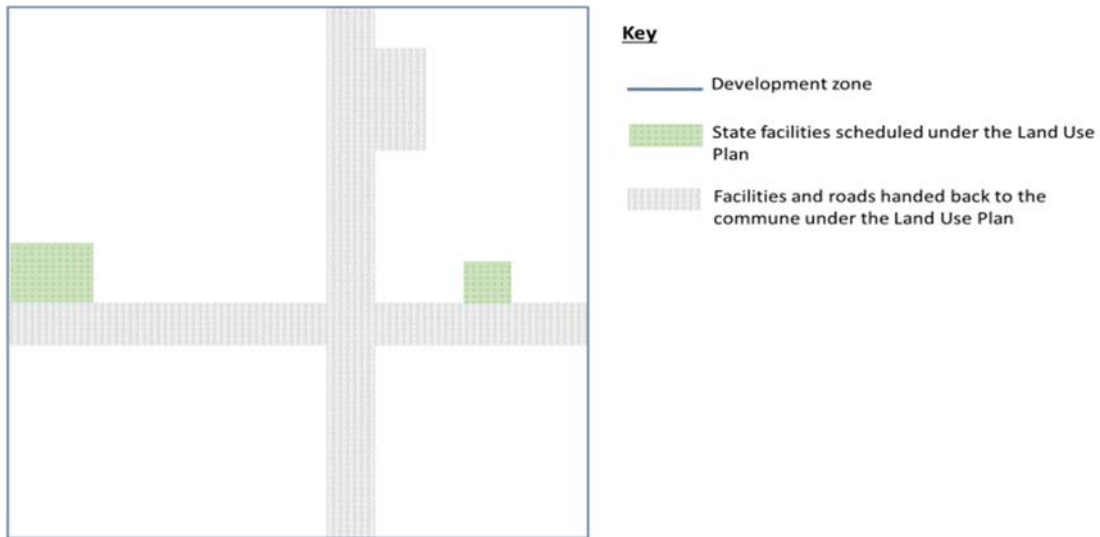 Key
Development zone
State facilities scheduled under the Land Use
Plan
Facilities and roads handed back to the
commune under the Land Use Plan